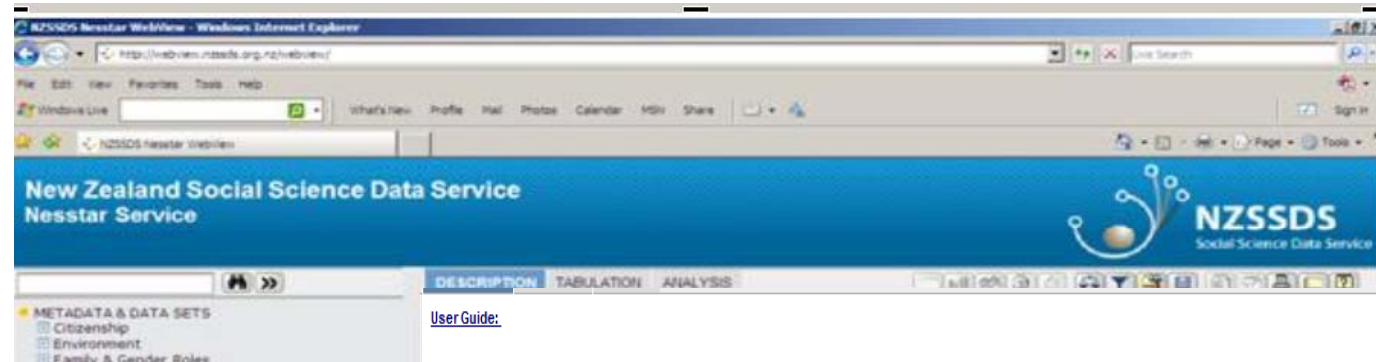 NZSSDS Nesstar WebView - Windows Internet Explorer
http://webview.nzssds.org.nz/webview/
Live Search
File Edit View Favorites Tools Help
Windows Live What's New Profile Mail Photos Calendar MSN Share Sign In
NZSSDS Nesstar WebView Page Tools
New Zealand Social Science Data Service
Nesstar Service
NZSSDS
Social Science Data Service
DESCRIPTION TABULATION ANALYSIS
METADATA & DATA SETS
Citizenship
Environment
Family & Gender Roles
User Guide: